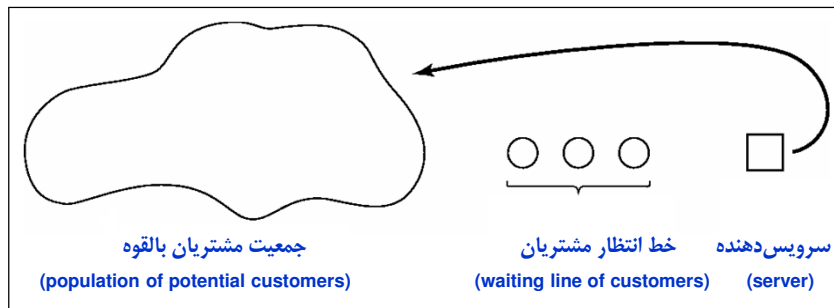 جمعیت مشتریان بالقوه
(population of potential customers)
خط انتظار مشتریان
(waiting line of customers)
سرویس‌دهنده
(server)